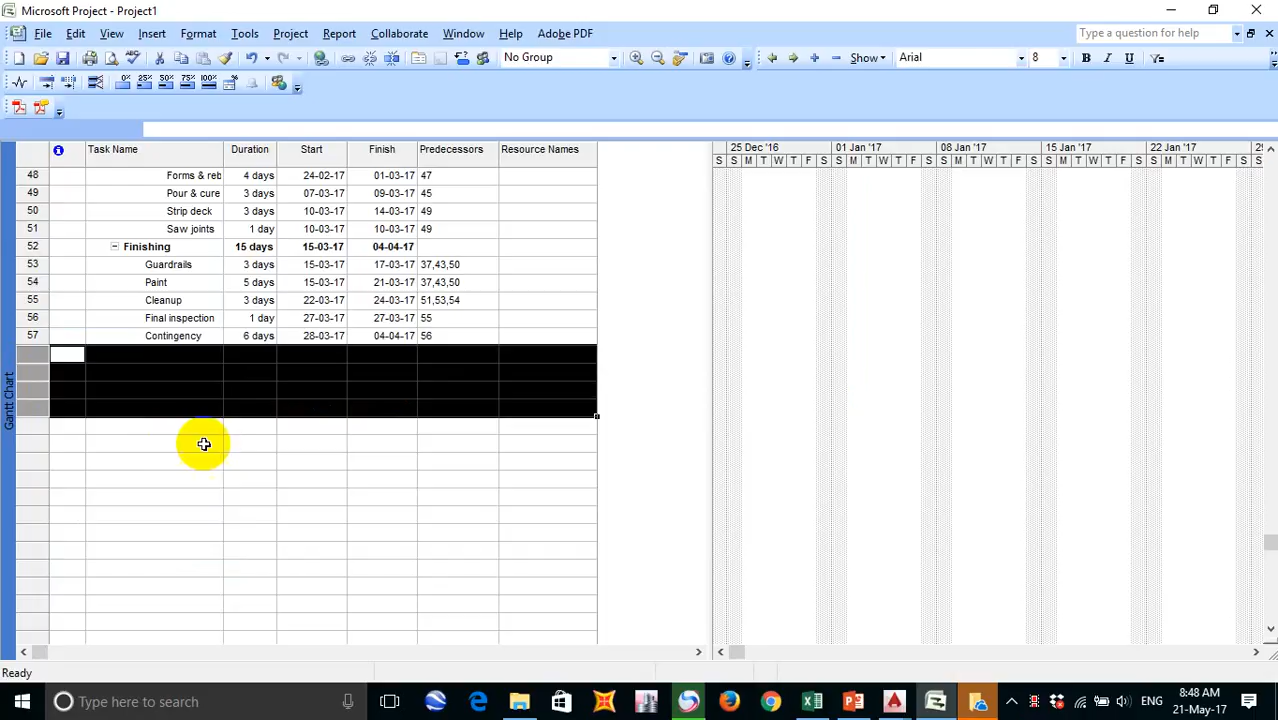 Microsoft Project - Project1
File Edit View Insert Format Tools Project Report Collaborate Window Help Adobe PDF Type a question for help
No Group Show Arial 8 B I U
0% 25% 50% 75% 100%
Task Name Duration Start Finish Predecessors Resource Names 25 Dec '16 01 Jan '17 08 Jan '17 15 Jan '17 22 Jan '17
S S M T W T F S S M T W T F S S M T W T F S S M T W T F S S M T W T F S S
48 Forms & reb 4 days 24-02-17 01-03-17 47
49 Pour & cure 3 days 07-03-17 09-03-17 45
50 Strip deck 3 days 10-03-17 14-03-17 49
51 Saw joints 1 day 10-03-17 10-03-17 49
52 Finishing 15 days 15-03-17 04-04-17
53 Guardrails 3 days 15-03-17 17-03-17 37,43,50
54 Paint 5 days 15-03-17 21-03-17 37,43,50
55 Cleanup 3 days 22-03-17 24-03-17 51,53,54
56 Final inspection 1 day 27-03-17 27-03-17 55
57 Contingency 6 days 28-03-17 04-04-17 56
Gantt Chart
Ready
Type here to search ENG 8:48 AM
21-May-17